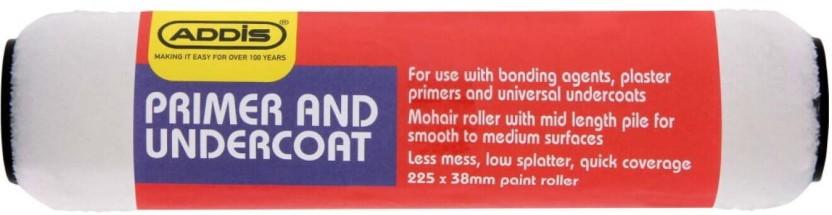 ADDIS®
MAKING IT EASY FOR OVER 100 YEARS
PRIMER AND
UNDERCOAT
For use with bonding agents, plaster
primers and universal undercoats
Mohair roller with mid length pile for
smooth to medium surfaces
Less mess, low splatter, quick coverage
225 x 38mm paint roller